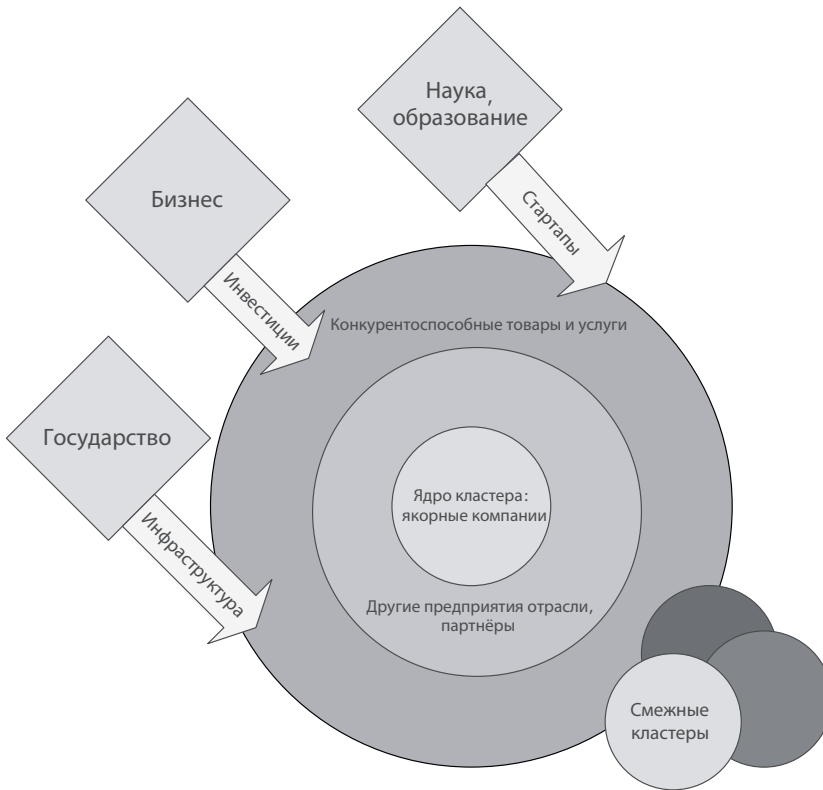 Наука,
образование
Бизнес
Стартапы
Инвестиции
Конкурентоспособные товары и услуги
Государство
Ядро кластера:
якорные компании
Инфраструктура
Другие предприятия отрасли,
партнёры
Смежные
кластеры